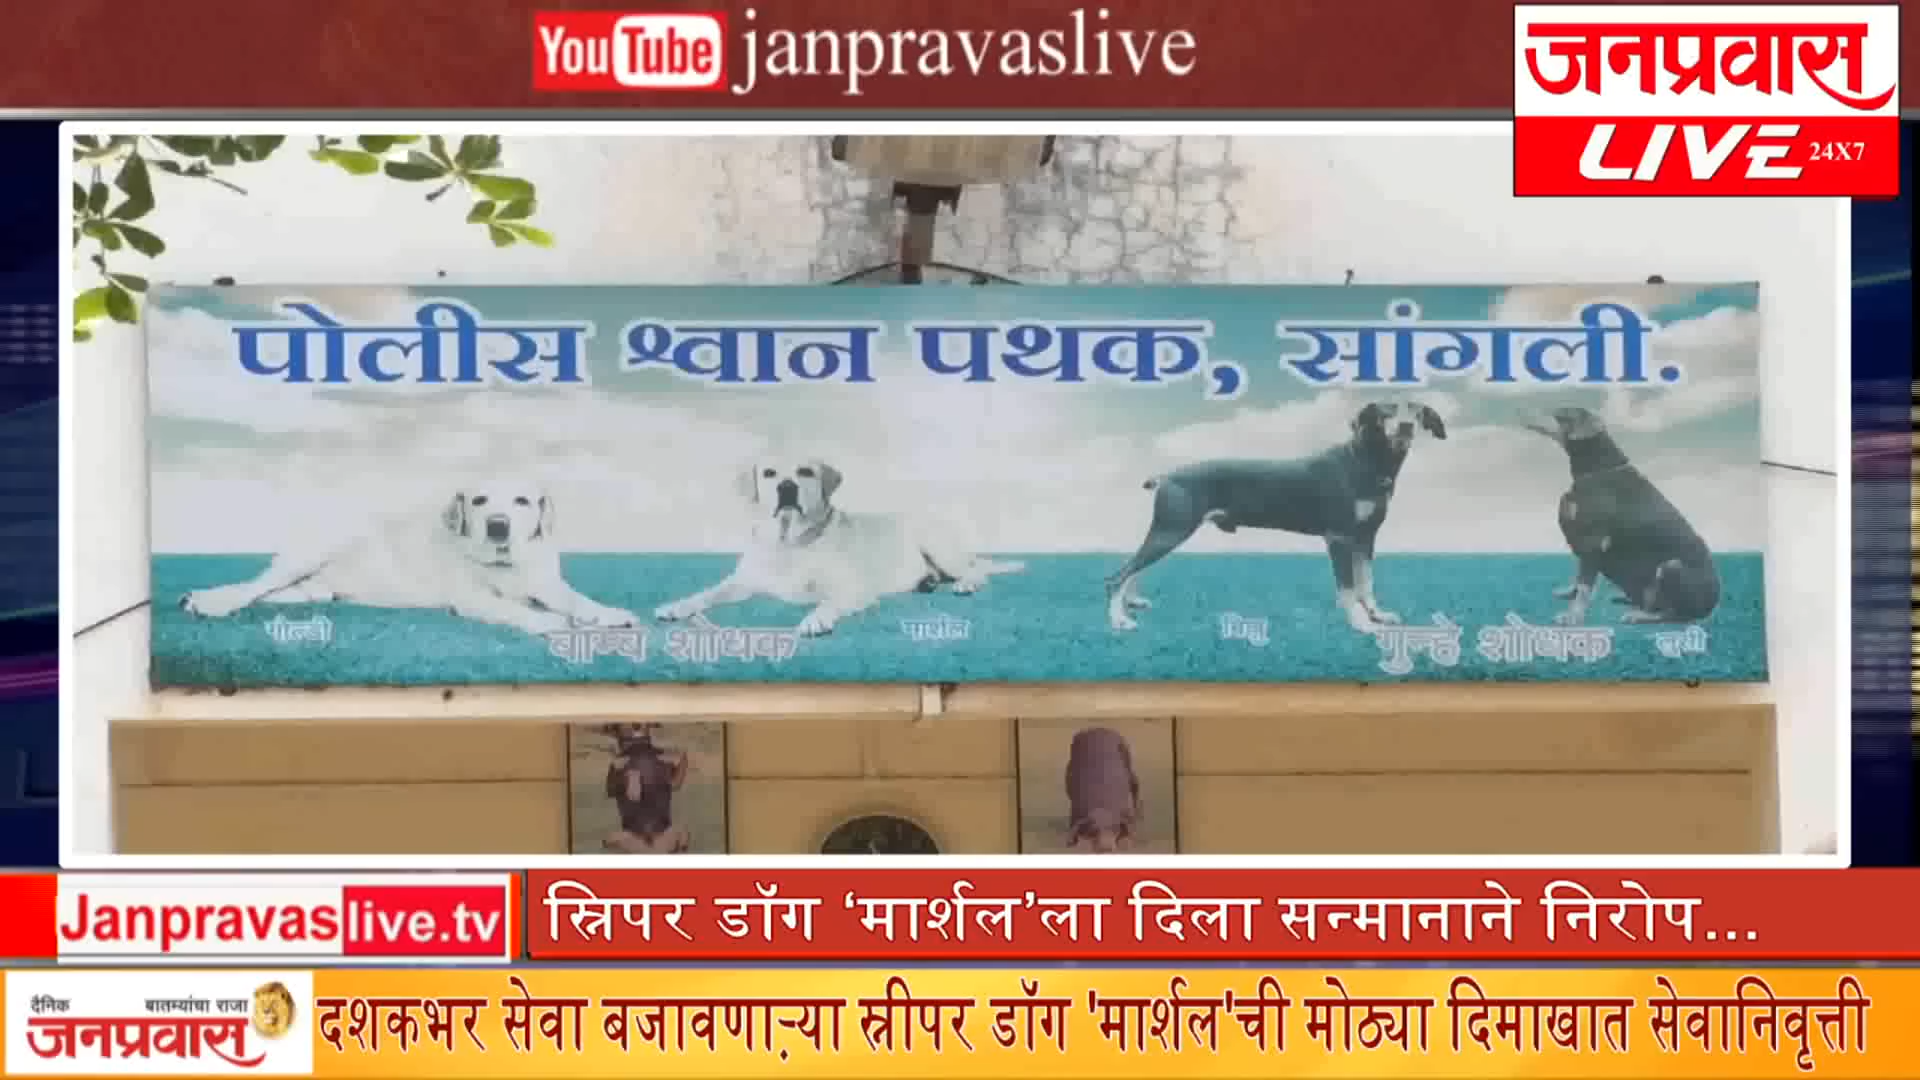 YouTube janpravaslive
जनप्रवास
LIVE 24X7
पोलीस श्वान पथक, सांगली.
बॉम्ब शोधक मार्शल
गुन्हे शोधक लुसी
Janpravaslive.tv
स्निपर डॉग ‘मार्शल’ला दिला सन्मानाने निरोप...
दैनिक बातम्यांचा राजा
जनप्रवास
दशकभर सेवा बजावणाऱ्या स्नीपर डॉग 'मार्शल'ची मोठ्या दिमाखात सेवानिवृत्ती